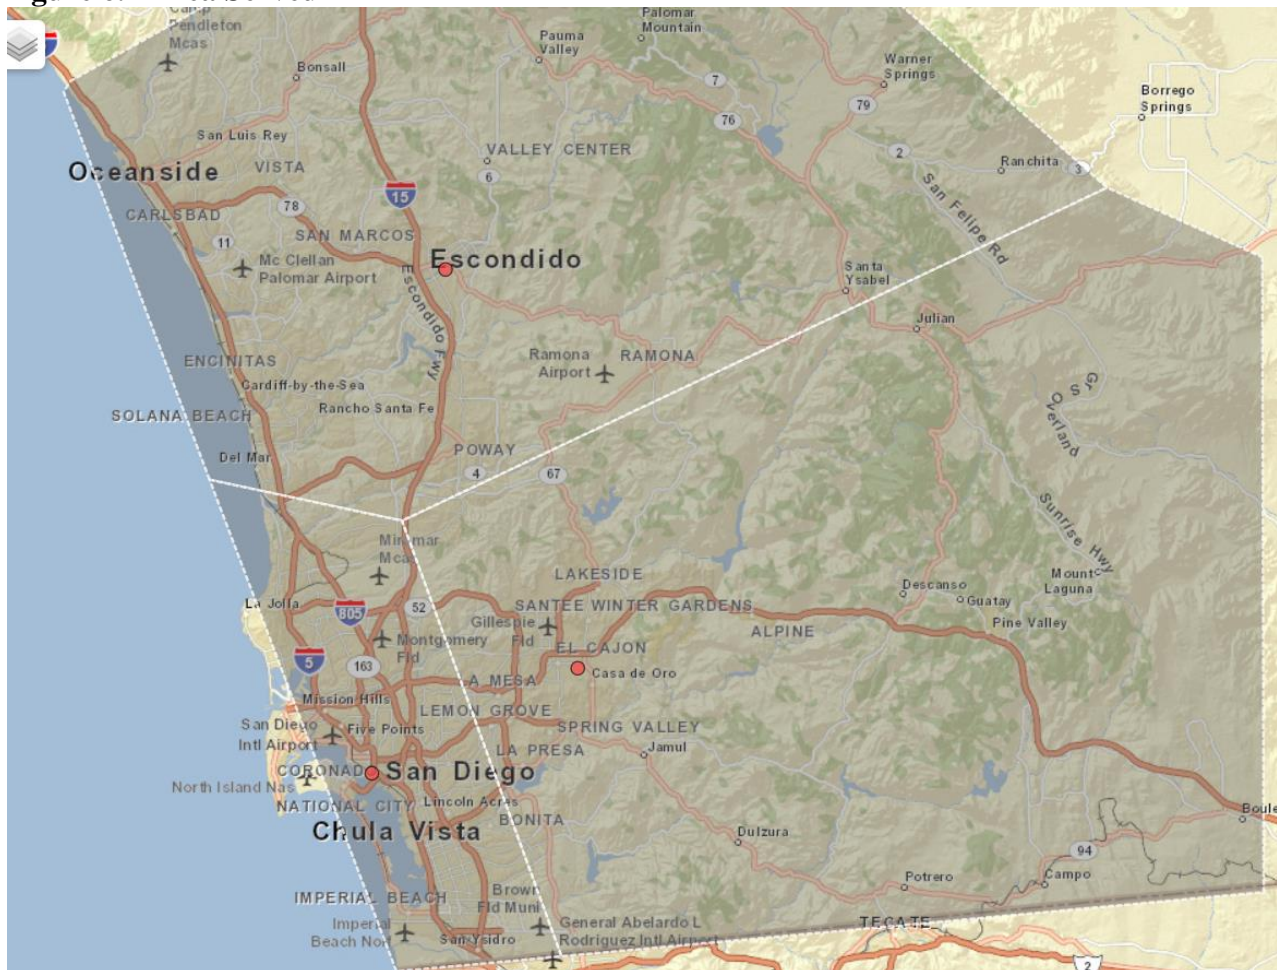 Camp
Pendleton
Mcas
Palomar
Mountain
Pauma
Valley
Bonsall
Warner
Springs
7
79
76
Borrego
Springs
San Luis Rey
VISTA
VALLEY CENTER
6
2
Ranchita
3
Oceanside
15
San Felipe Rd
CARLSBAD
78
SAN MARCOS
11
Mc Clellan
Palomar Airport
Escondido
Escondido Fwy
Santa
Ysabel
Julian
ENCINITAS
Cardiff-by-the-Sea
Rancho Santa Fe
Ramona
Airport
RAMONA
Gt S
Overland
SOLANA BEACH
Del Mar
POWAY
4
67
Sunrise Hwy
Miramar
Mcas
LAKESIDE
Mount
Laguna
La Jolla
805
52
SANTEE WINTER GARDENS
Descanso
Guatay
Pine Valley
Gillespie
Fld
Montgomery
Fld
EL CAJON
ALPINE
5
163
A MESA
Casa de Oro
Mission Hills
LEMON GROVE
San Diego
Intl Airport
Five Points
SPRING VALLEY
LA PRESA
Jamul
CORONAD
San Diego
North Island Nas
NATIONAL CITY
Lincoln Acres
BONITA
Chula Vista
Dulzura
Boule
94
IMPERIAL BEACH
Brown
Fld Muni
Potrero
Campo
Imperial
Beach Nolf
San Ysidro
General Abelardo L
Rodriguez Intl Airport
TECATE
2